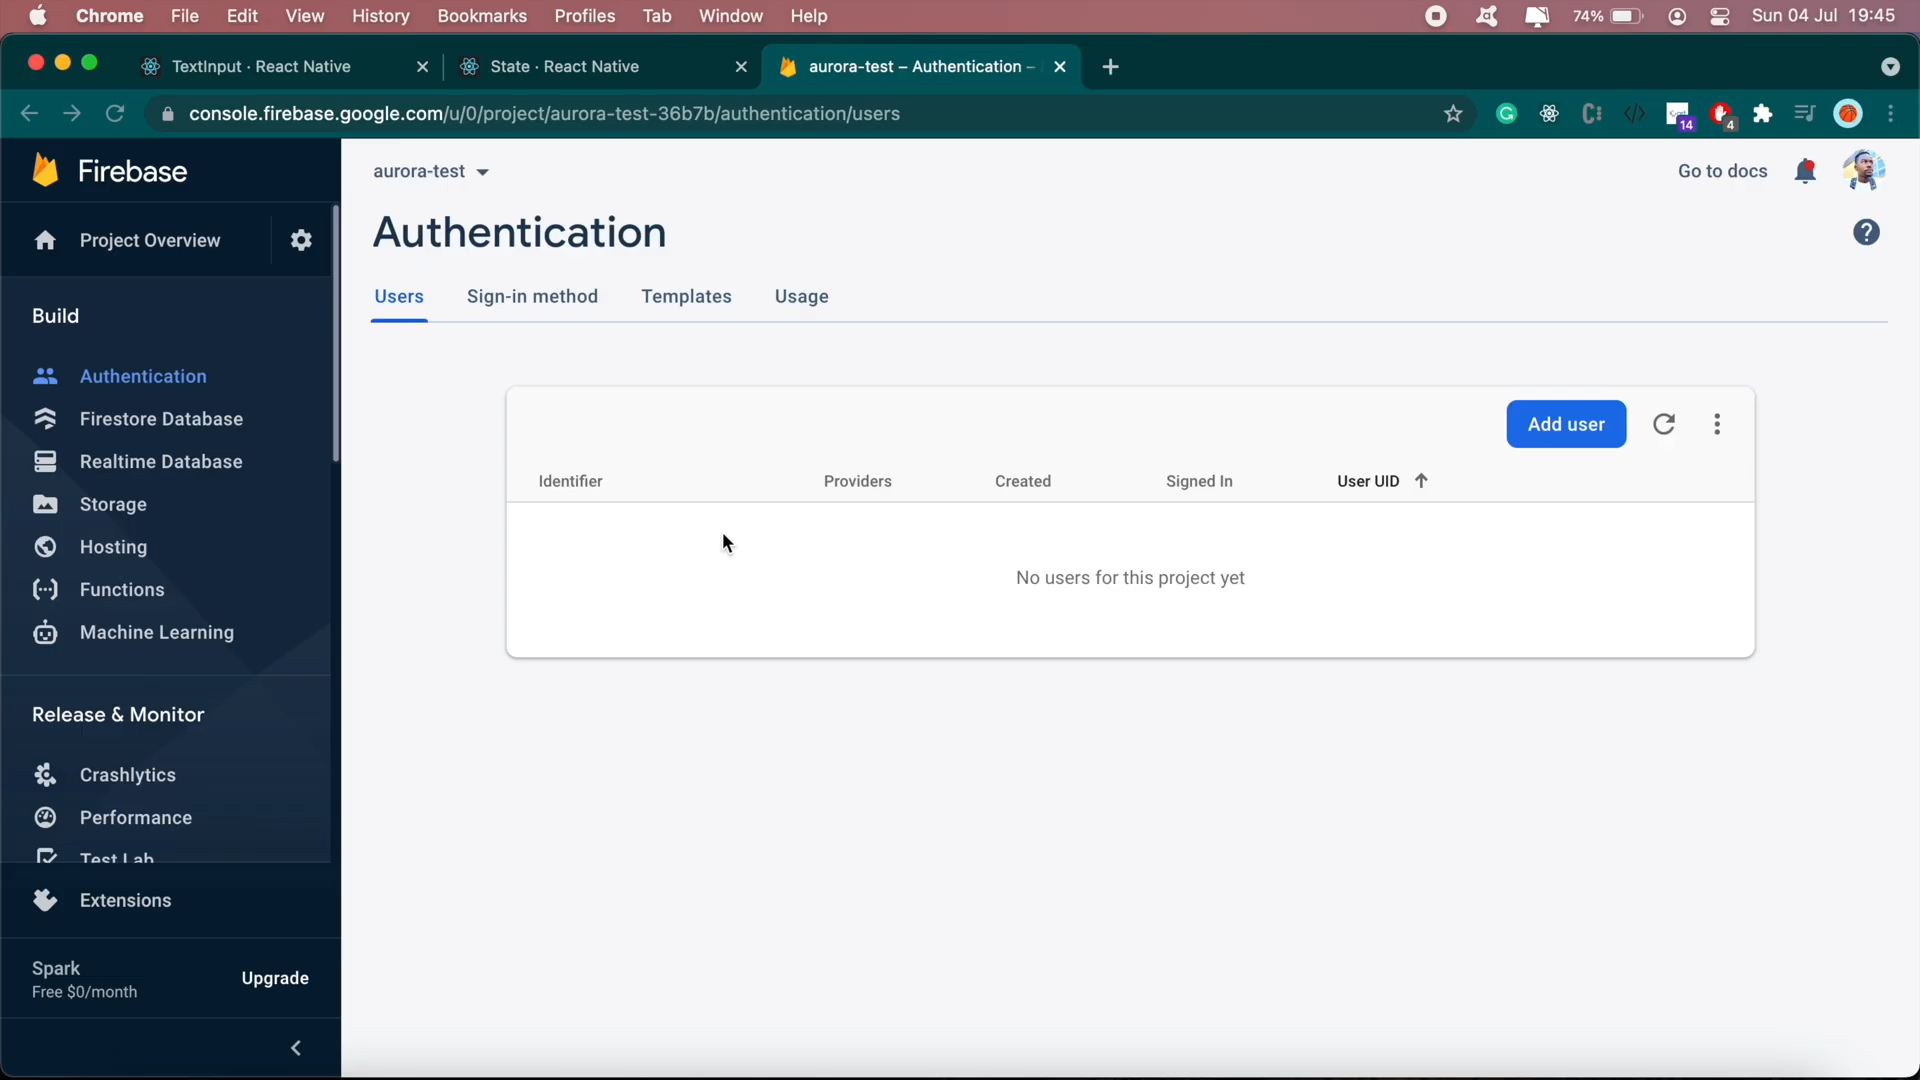 Chrome File Edit View History Bookmarks Profiles Tab Window Help 74% Sun 04 Jul 19:45
TextInput · React Native State · React Native aurora-test – Authentication –
console.firebase.google.com/u/0/project/aurora-test-36b7b/authentication/users 14 4
Firebase
aurora-test
Go to docs
Project Overview
Authentication
?
Users Sign-in method Templates Usage
Build
Authentication
Firestore Database
Realtime Database
Storage
Hosting
Functions
Machine Learning
Release & Monitor
Crashlytics
Performance
Test Lab
Extensions
Spark
Free $0/month
Upgrade
Add user
Identifier Providers Created Signed In User UID
No users for this project yet